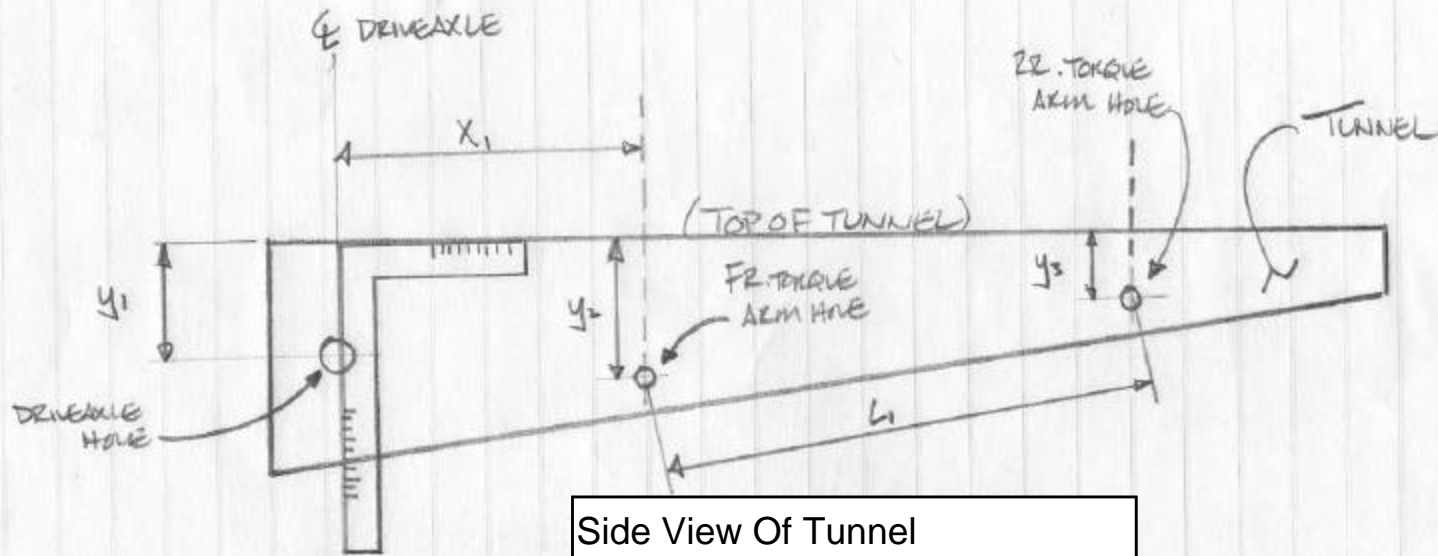 ℄ DRIVEAXLE
RR. TORQUE
ARM HOLE
TUNNEL
X₁
(TOP OF TUNNEL)
y₁
y₂
FR. TORQUE
ARM HOLE
y₃
DRIVEAXLE
HOLE
L₁
Side View Of Tunnel